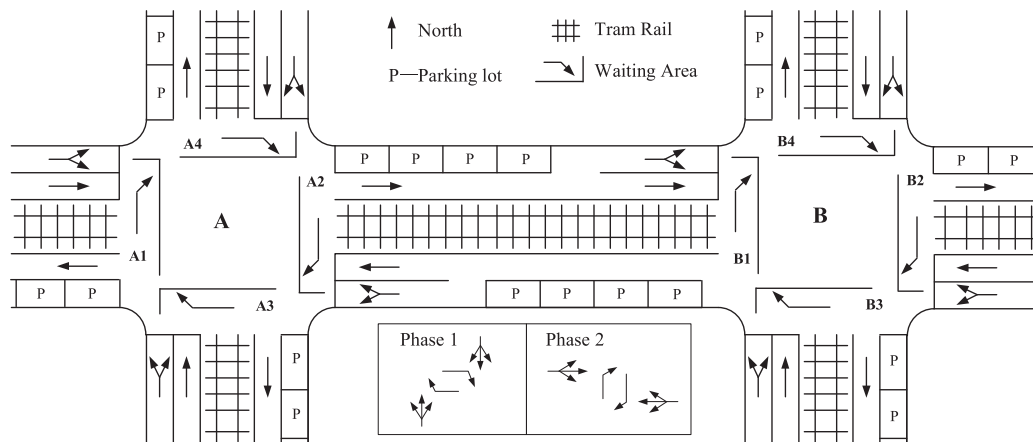 P
P
North
Tram Rail
P—Parking lot
Waiting Area
P
P
A4
B4
P
P
P
P
P
P
A2
B2
A
B
A1
B1
P
P
A3
P
P
P
P
B3
Phase 1
Phase 2
P
P
P
P